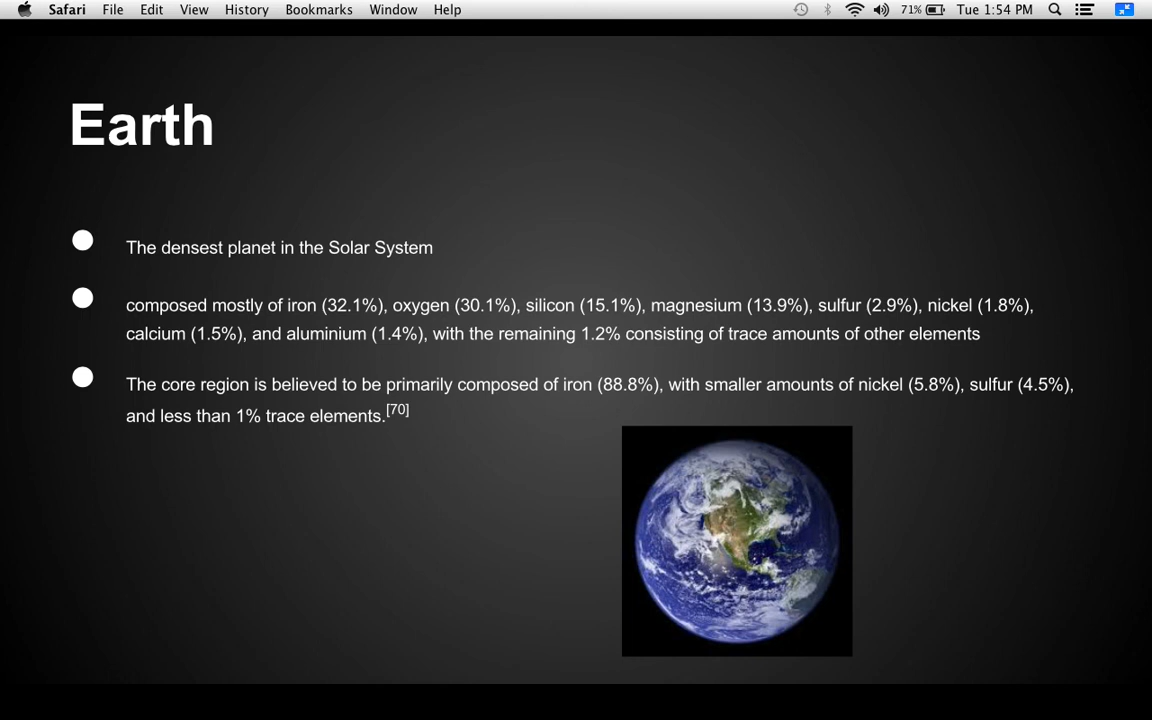 Safari File Edit View History Bookmarks Window Help 71% Tue 1:54 PM
Earth
The densest planet in the Solar System
composed mostly of iron (32.1%), oxygen (30.1%), silicon (15.1%), magnesium (13.9%), sulfur (2.9%), nickel (1.8%),
calcium (1.5%), and aluminium (1.4%), with the remaining 1.2% consisting of trace amounts of other elements
The core region is believed to be primarily composed of iron (88.8%), with smaller amounts of nickel (5.8%), sulfur (4.5%),
and less than 1% trace elements.[70]